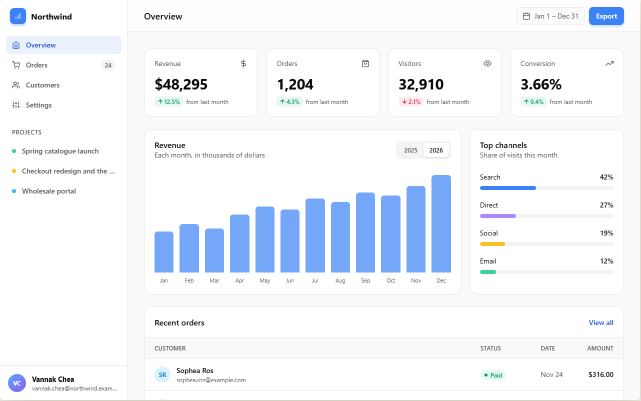 Northwind
Overview
Orders 24
Customers
Settings
PROJECTS
Spring catalogue launch
Checkout redesign and the ...
Wholesale portal
VC
Vannak Chea
vannak.chea@northwind.exam...
Overview
Jan 1 – Dec 31
Export
Revenue
$48,295
↑ 12.5% from last month
Orders
1,204
↑ 4.3% from last month
Visitors
32,910
↓ 2.1% from last month
Conversion
3.66%
↑ 0.4% from last month
Revenue
Each month, in thousands of dollars
2025 2026
Jan Feb Mar Apr May Jun Jul Aug Sep Oct Nov Dec
Top channels
Share of visits this month
Search 42%
Direct 27%
Social 19%
Email 12%
Recent orders
View all
CUSTOMER STATUS DATE AMOUNT
SR
Sophea Ros
sophearos@example.com
Paid
Nov 24
$316.00